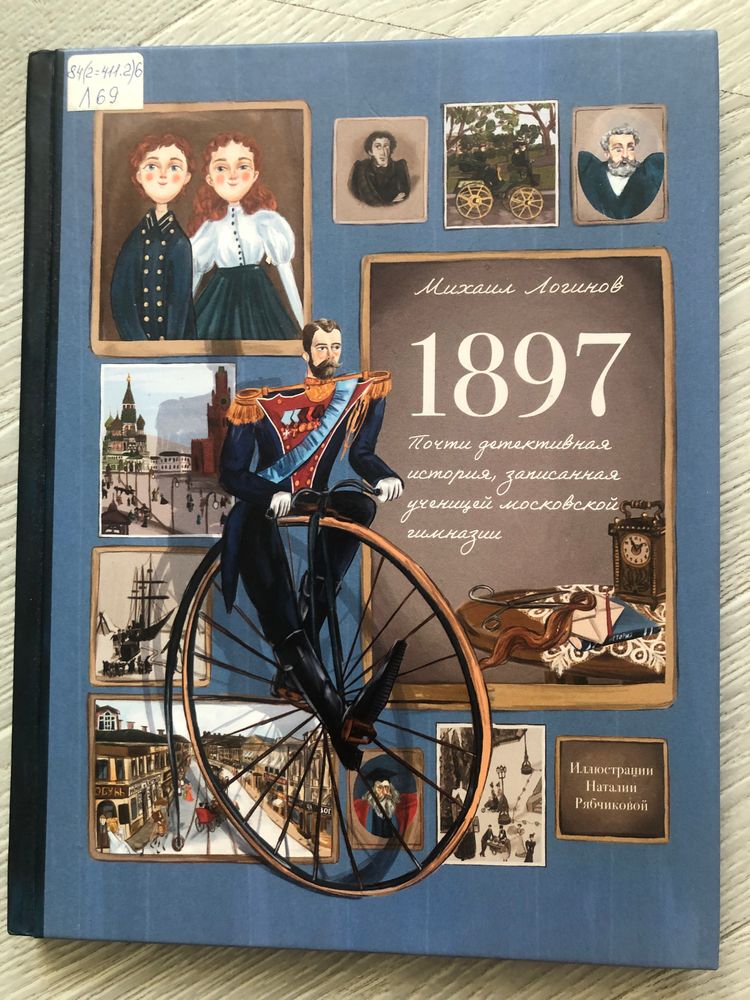 84(2=411.2)6
Л69
Михаил Логинов
1897
Почти детективная
история, записанная
ученицей московской
гимназии
ОБУВЬ
Иллюстрации
Наталии
Рябчиковой